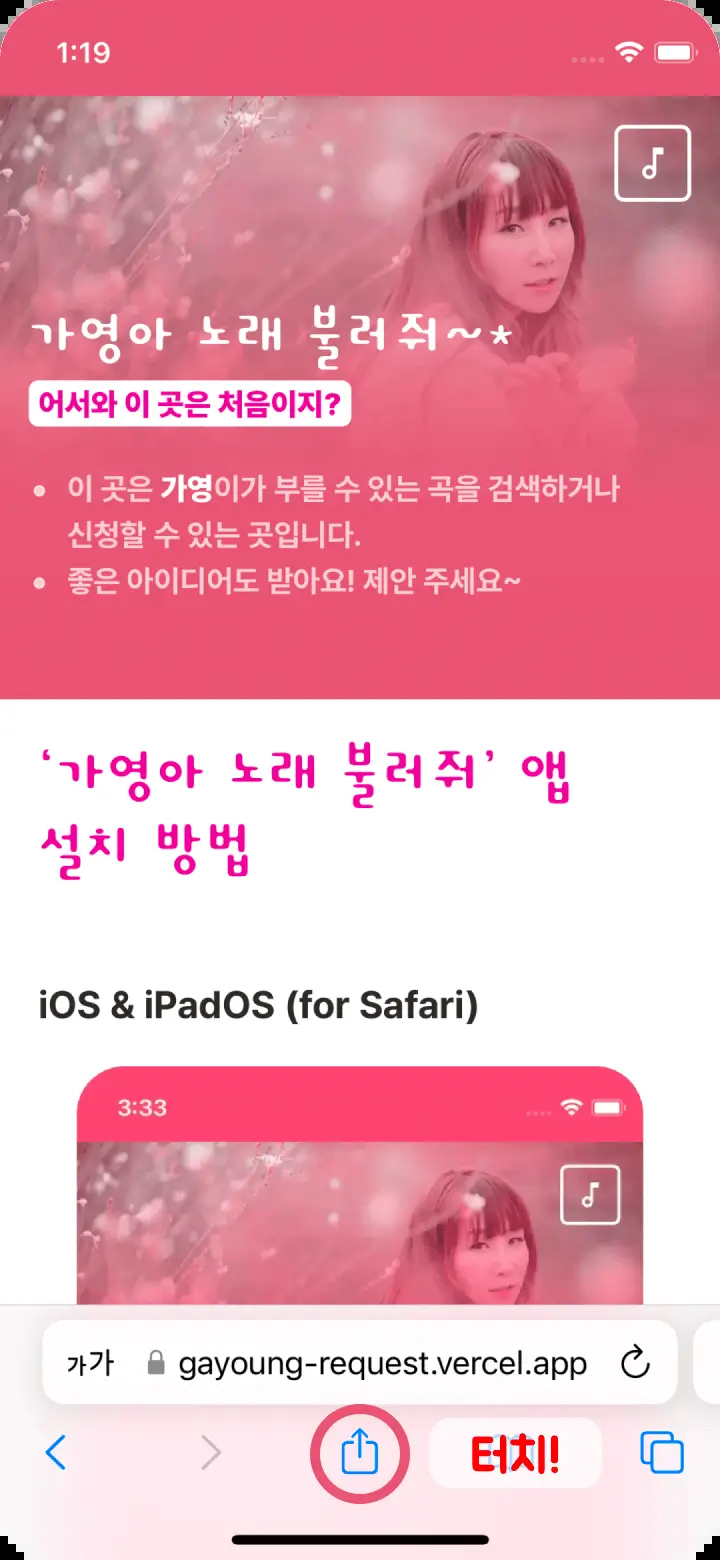 1:19
가영아 노래 불러줘~*
어서와 이 곳은 처음이지?
• 이 곳은 가영이가 부를 수 있는 곡을 검색하거나
신청할 수 있는 곳입니다.
• 좋은 아이디어도 받아요! 제안 주세요~
‘가영아 노래 불러줘’ 앱
설치 방법
iOS & iPadOS (for Safari)
3:33
가가 gayoung-request.vercel.app
터치!